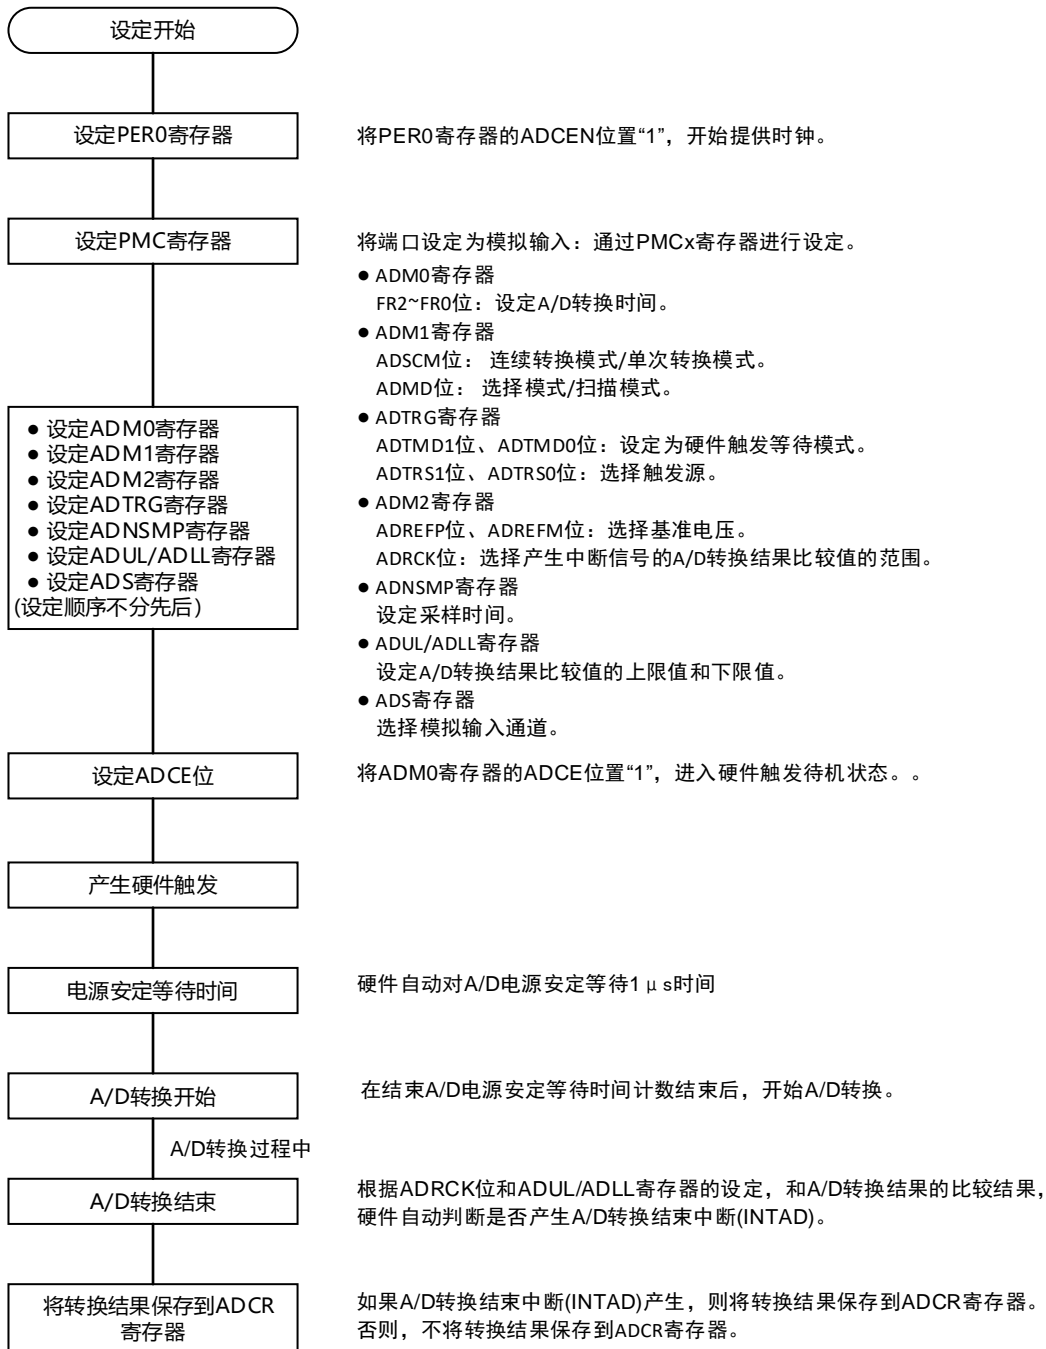 设定开始
设定PER0寄存器
将PER0寄存器的ADCEN位置“1”，开始提供时钟。
设定PMC寄存器
将端口设定为模拟输入：通过PMCx寄存器进行设定。
● ADM0寄存器
FR2~FR0位：设定A/D转换时间。
● ADM1寄存器
ADSCM位： 连续转换模式/单次转换模式。
ADMD位： 选择模式/扫描模式。
● ADTRG寄存器
ADTMD1位、ADTMD0位：设定为硬件触发等待模式。
ADTRS1位、ADTRS0位：选择触发源。
● ADM2寄存器
ADREFP位、ADREFM位：选择基准电压。
ADRCK位：选择产生中断信号的A/D转换结果比较值的范围。
● ADNSMP寄存器
设定采样时间。
● ADUL/ADLL寄存器
设定A/D转换结果比较值的上限值和下限值。
● ADS寄存器
选择模拟输入通道。
● 设定ADM0寄存器
● 设定ADM1寄存器
● 设定ADM2寄存器
● 设定ADTRG寄存器
● 设定ADNSMP寄存器
● 设定ADUL/ADLL寄存器
● 设定ADS寄存器
(设定顺序不分先后)
设定ADCE位
将ADM0寄存器的ADCE位置“1”，进入硬件触发待机状态。。
产生硬件触发
电源安定等待时间
硬件自动对A/D电源安定等待1μs时间
A/D转换开始
在结束A/D电源安定等待时间计数结束后，开始A/D转换。
A/D转换过程中
A/D转换结束
根据ADRCK位和ADUL/ADLL寄存器的设定，和A/D转换结果的比较结果，
硬件自动判断是否产生A/D转换结束中断(INTAD)。
将转换结果保存到ADCR
寄存器
如果A/D转换结束中断(INTAD)产生，则将转换结果保存到ADCR寄存器。
否则，不将转换结果保存到ADCR寄存器。